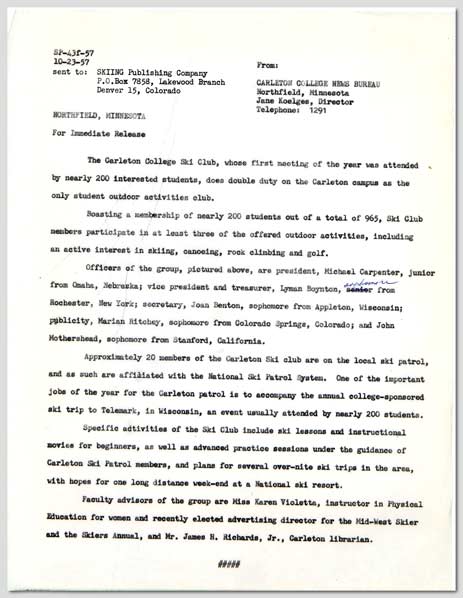 SP-43f-57
10-23-57
sent to: SKIING Publishing Company
P.O.Box 7858, Lakewood Branch
Denver 15, Colorado
From:
CARLETON COLLEGE NEWS BUREAU
Northfield, Minnesota
Jane Koelges, Director
Telephone: 1291
NORTHFIELD, MINNESOTA
For Immediate Release
The Carleton College Ski Club, whose first meeting of the year was attended
by nearly 200 interested students, does double duty on the Carleton campus as the
only student outdoor activities club.
Boasting a membership of nearly 200 students out of a total of 965, Ski Club
members participate in at least three of the offered outdoor activities, including
an active interest in skiing, canoeing, rock climbing and golf.
Officers of the group, pictured above, are president, Michael Carpenter, junior
sophomore
from Omaha, Nebraska; vice president and treasurer, Lyman Boynton, senior from
Rochester, New York; secretary, Joan Benton, sophomore from Appleton, Wisconsin;
publicity, Marian Ritchey, sophomore from Colorado Springs, Colorado; and John
Mothershead, sophomore from Stanford, California.
Approximately 20 members of the Carleton Ski club are on the local ski patrol,
and as such are affiliated with the National Ski Patrol System. One of the important
jobs of the year for the Carleton patrol is to accompany the annual college-sponsored
ski trip to Telemark, in Wisconsin, an event usually attended by nearly 200 students.
Specific adtivities of the Ski Club include ski lessons and instructional
movies for beginners, as well as advanced practice sessions under the guidance of
Carleton Ski Patrol members, and plans for several over-nite ski trips in the area,
with hopes for one long distance week-end at a National ski resort.
Faculty advisors of the group are Miss Karen Violetta, instructor in Physical
Education for women and recently elected advertising director for the Mid-West Skier
and the Skiers Annual, and Mr. James H. Richards, Jr., Carleton librarian.
#####